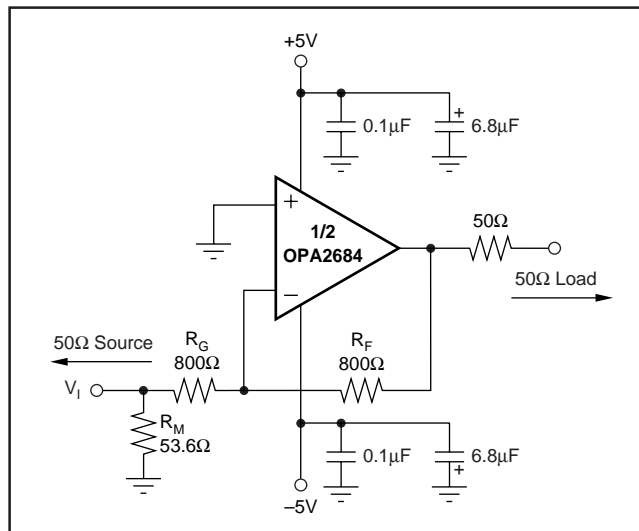 +5V
0.1µF
+
6.8µF
+
1/2
OPA2684
–
50Ω
50Ω Load
50Ω Source
R_G
800Ω
R_F
800Ω
V_I
R_M
53.6Ω
0.1µF
6.8µF
+
–5V